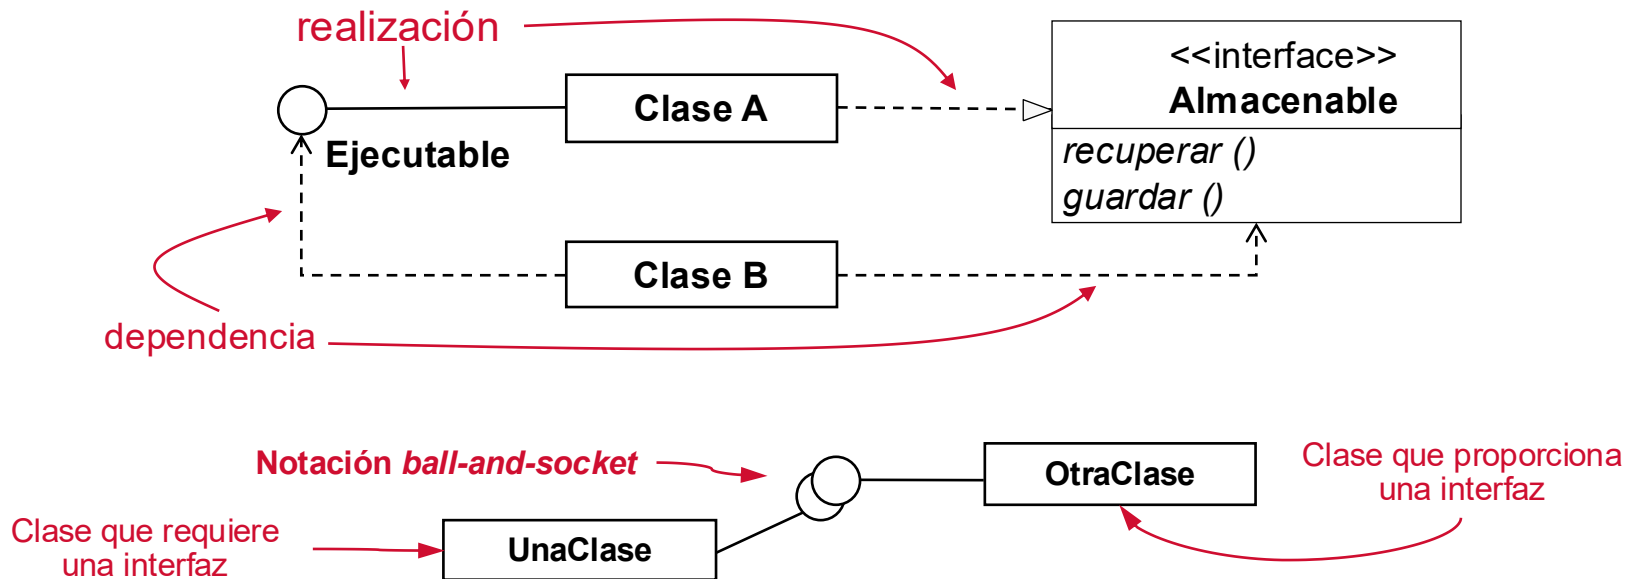 realización
<<interface>>
Almacenable
Clase A
Ejecutable
recuperar ()
guardar ()
Clase B
dependencia
Notación ball-and-socket
OtraClase
Clase que proporciona
una interfaz
Clase que requiere
una interfaz
UnaClase